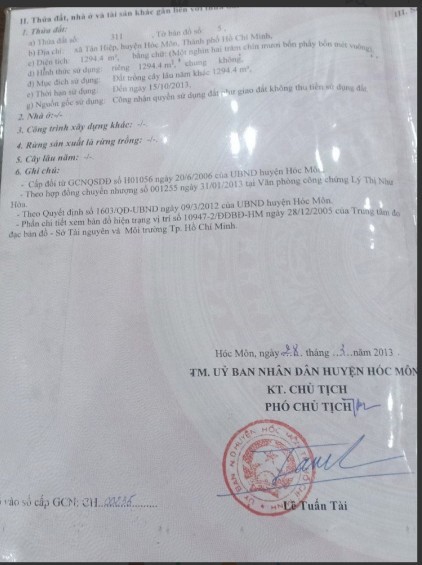 II. Thửa đất, nhà ở và tài sản khác gắn liền với
1. Thửa đất:
a) Thửa đất số: 311 , Tờ bản đồ số: 5 ,
b) Địa chỉ: xã Tân Hiệp, huyện Hóc Môn, Thành phố Hồ Chí Minh,
c) Diện tích: 1294.4 m², bằng chữ: (Một nghìn hai trăm chín mươi bốn phẩy bốn mét vuông)
d) Hình thức sử dụng: riêng 1294.4 m², chung không,
đ) Mục đích sử dụng: Đất trồng cây lâu năm khác 1294.4 m².
e) Thời hạn sử dụng: Đến ngày 15/10/2013.
g) Nguồn gốc sử dụng: Công nhận quyền sử dụng đất như giao đất không thu tiền sử dụng đất.
2. Nhà ở:-/-
3. Công trình xây dựng khác: -/-
4. Rừng sản xuất là rừng trồng: -/-
5. Cây lâu năm: -/-
6. Ghi chú:
- Cấp đổi từ GCNQSDĐ số H01056 ngày 20/6/2006 của UBND huyện Hóc Môn.
- Theo hợp đồng chuyển nhượng số 001255 ngày 31/01/2013 tại Văn phòng công chứng Lý Thị Như
Hòa.
- Theo Quyết định số 1603/QĐ-UBND ngày 09/3/2012 của UBND huyện Hóc Môn.
- Phần chi tiết xem bản đồ hiện trạng vị trí số 10947-2/ĐĐBĐ-HM ngày 28/12/2005 của Trung tâm đo
đạc bản đồ - Sở Tài nguyên và Môi trường Tp. Hồ Chí Minh.
Hóc Môn, ngày 28 tháng 3 năm 2013
TM. UỶ BAN NHÂN DÂN HUYỆN HÓC MÔN
KT. CHỦ TỊCH
PHÓ CHỦ TỊCH
Lê Tuấn Tài
vào sổ cấp GCN: CH